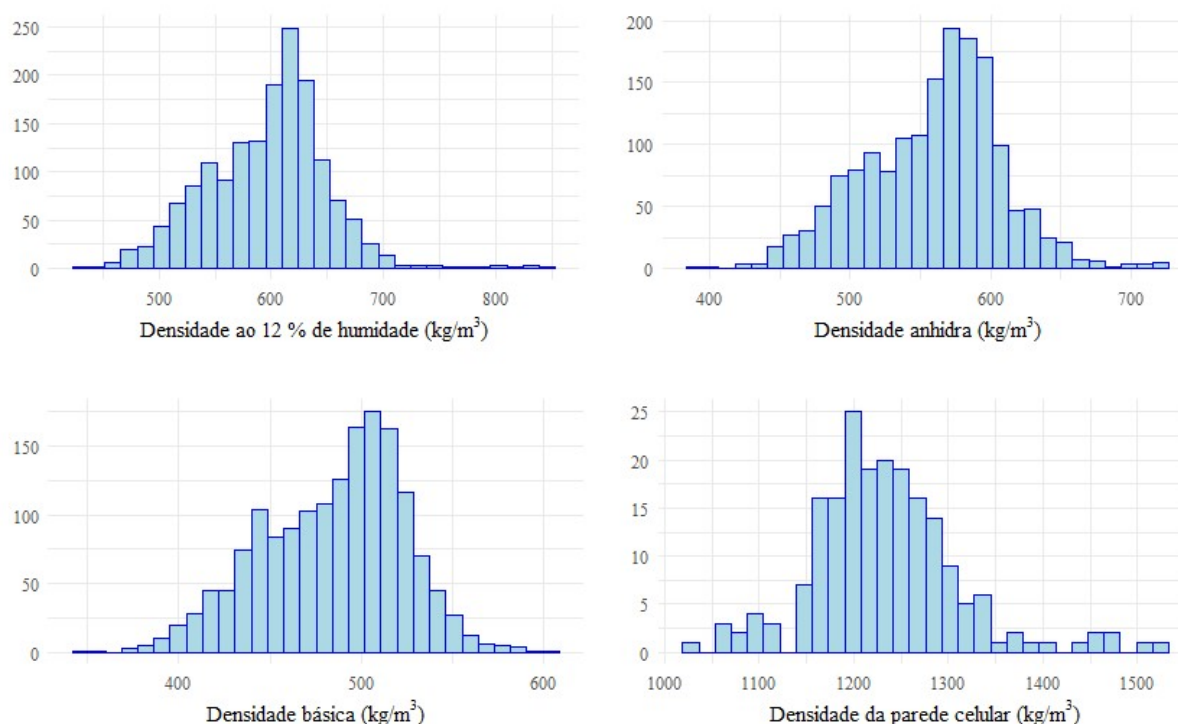 250
200
150
100
50
0
500 600 700 800
Densidade ao 12 % de humidade (kg/m³)
200
150
100
50
0
400 500 600 700
Densidade anhidra (kg/m³)
150
100
50
0
400 500 600
Densidade básica (kg/m³)
25
20
15
10
5
0
1000 1100 1200 1300 1400 1500
Densidade da parede celular (kg/m³)